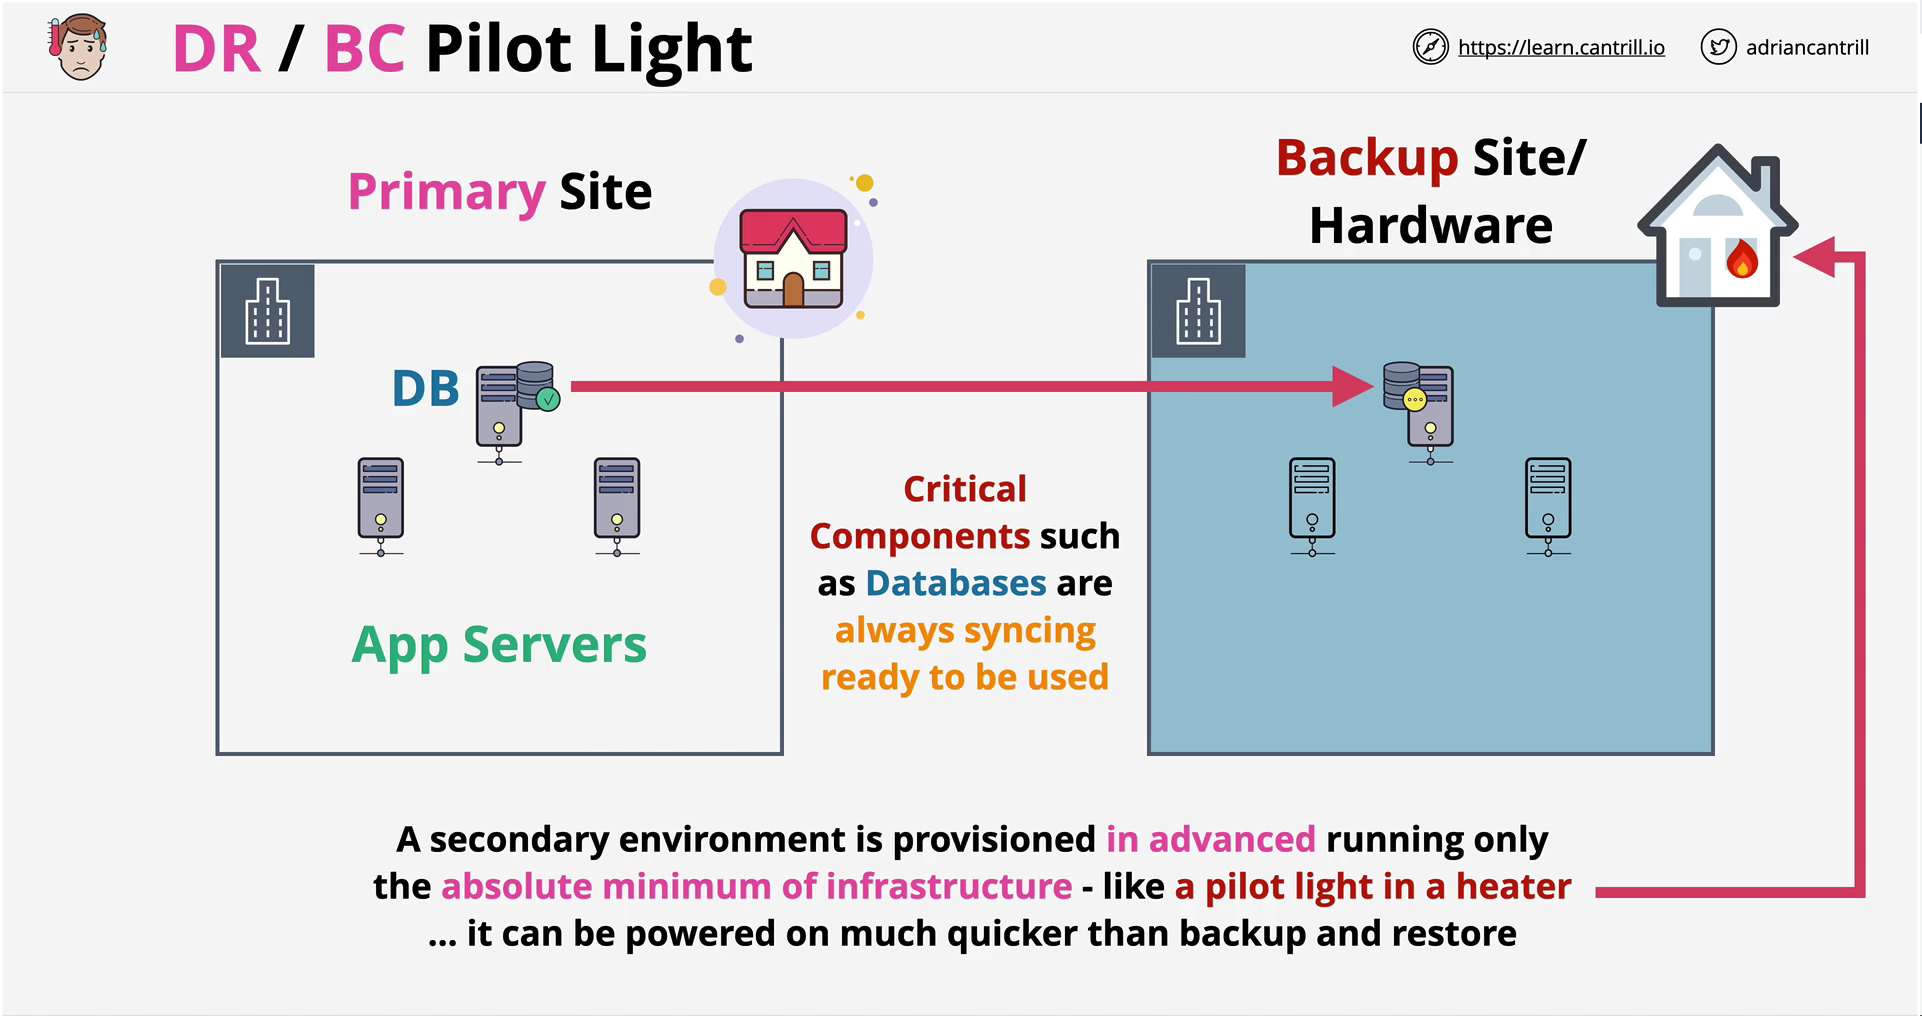 DR / BC Pilot Light
https://learn.cantrill.io
adriancantrill
Primary Site
Backup Site/
Hardware
DB
Critical
Components such
as Databases are
always syncing
ready to be used
App Servers
A secondary environment is provisioned in advanced running only
the absolute minimum of infrastructure - like a pilot light in a heater
... it can be powered on much quicker than backup and restore